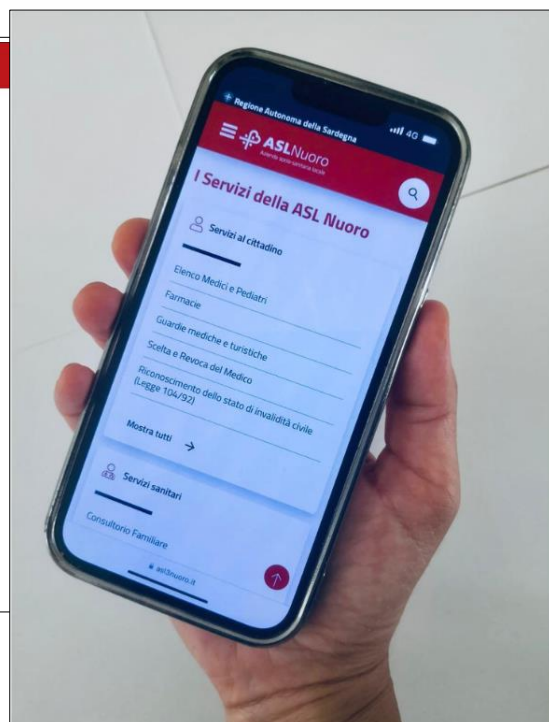 Regione Autonoma della Sardegna
4G
ASLNuoro
Azienda socio-sanitaria locale
I Servizi della ASL Nuoro
Servizi al cittadino
Elenco Medici e Pediatri
Farmacie
Guardie mediche e turistiche
Scelta e Revoca del Medico
Riconoscimento dello stato di invalidità civile
(Legge 104/92)
Mostra tutti
Servizi sanitari
Consultorio Familiare
asl3nuoro.it